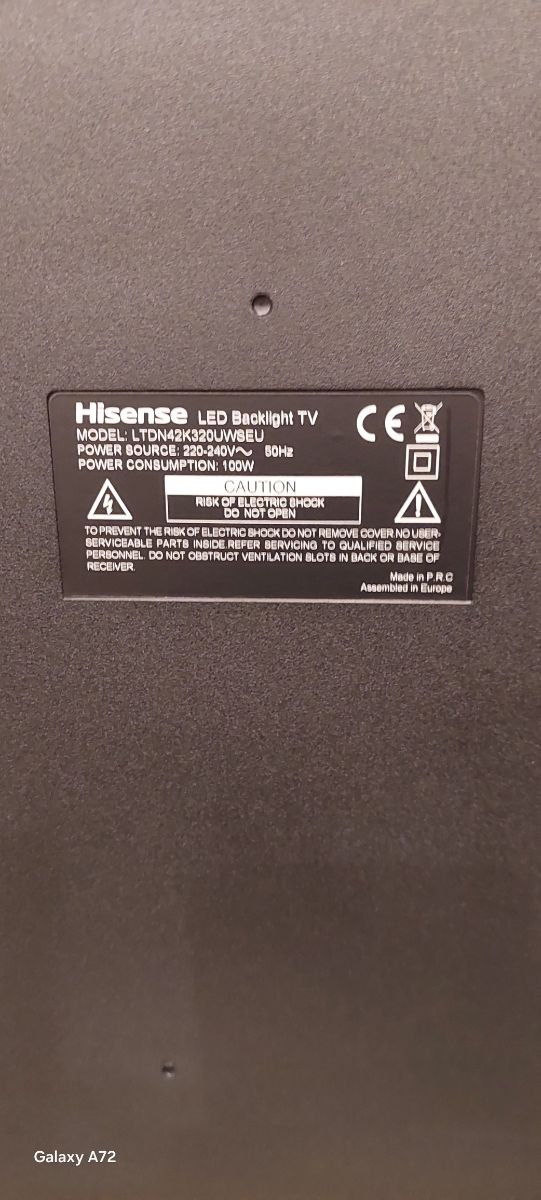 Hisense LED Backlight TV
MODEL: LTDN42K320UWSEU
POWER SOURCE: 220-240V～ 50Hz
POWER CONSUMPTION: 100W
CAUTION
RISK OF ELECTRIC SHOCK
DO NOT OPEN
TO PREVENT THE RISK OF ELECTRIC SHOCK DO NOT REMOVE COVER.NO USER-
SERVICEABLE PARTS INSIDE.REFER SERVICING TO QUALIFIED SERVICE
PERSONNEL. DO NOT OBSTRUCT VENTILATION SLOTS IN BACK OR BASE OF
RECEIVER.
Made in P.R.C
Assembled in Europe
Galaxy A72